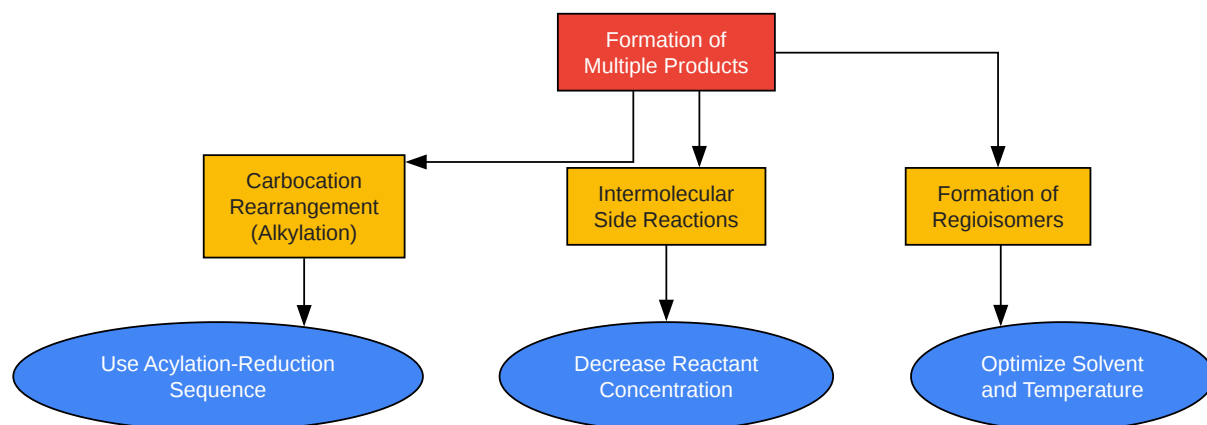 Formation of
Multiple Products
Carbocation
Rearrangement
(Alkylation)
Intermolecular
Side Reactions
Formation of
Regioisomers
Use Acylation-Reduction
Sequence
Decrease Reactant
Concentration
Optimize Solvent
and Temperature